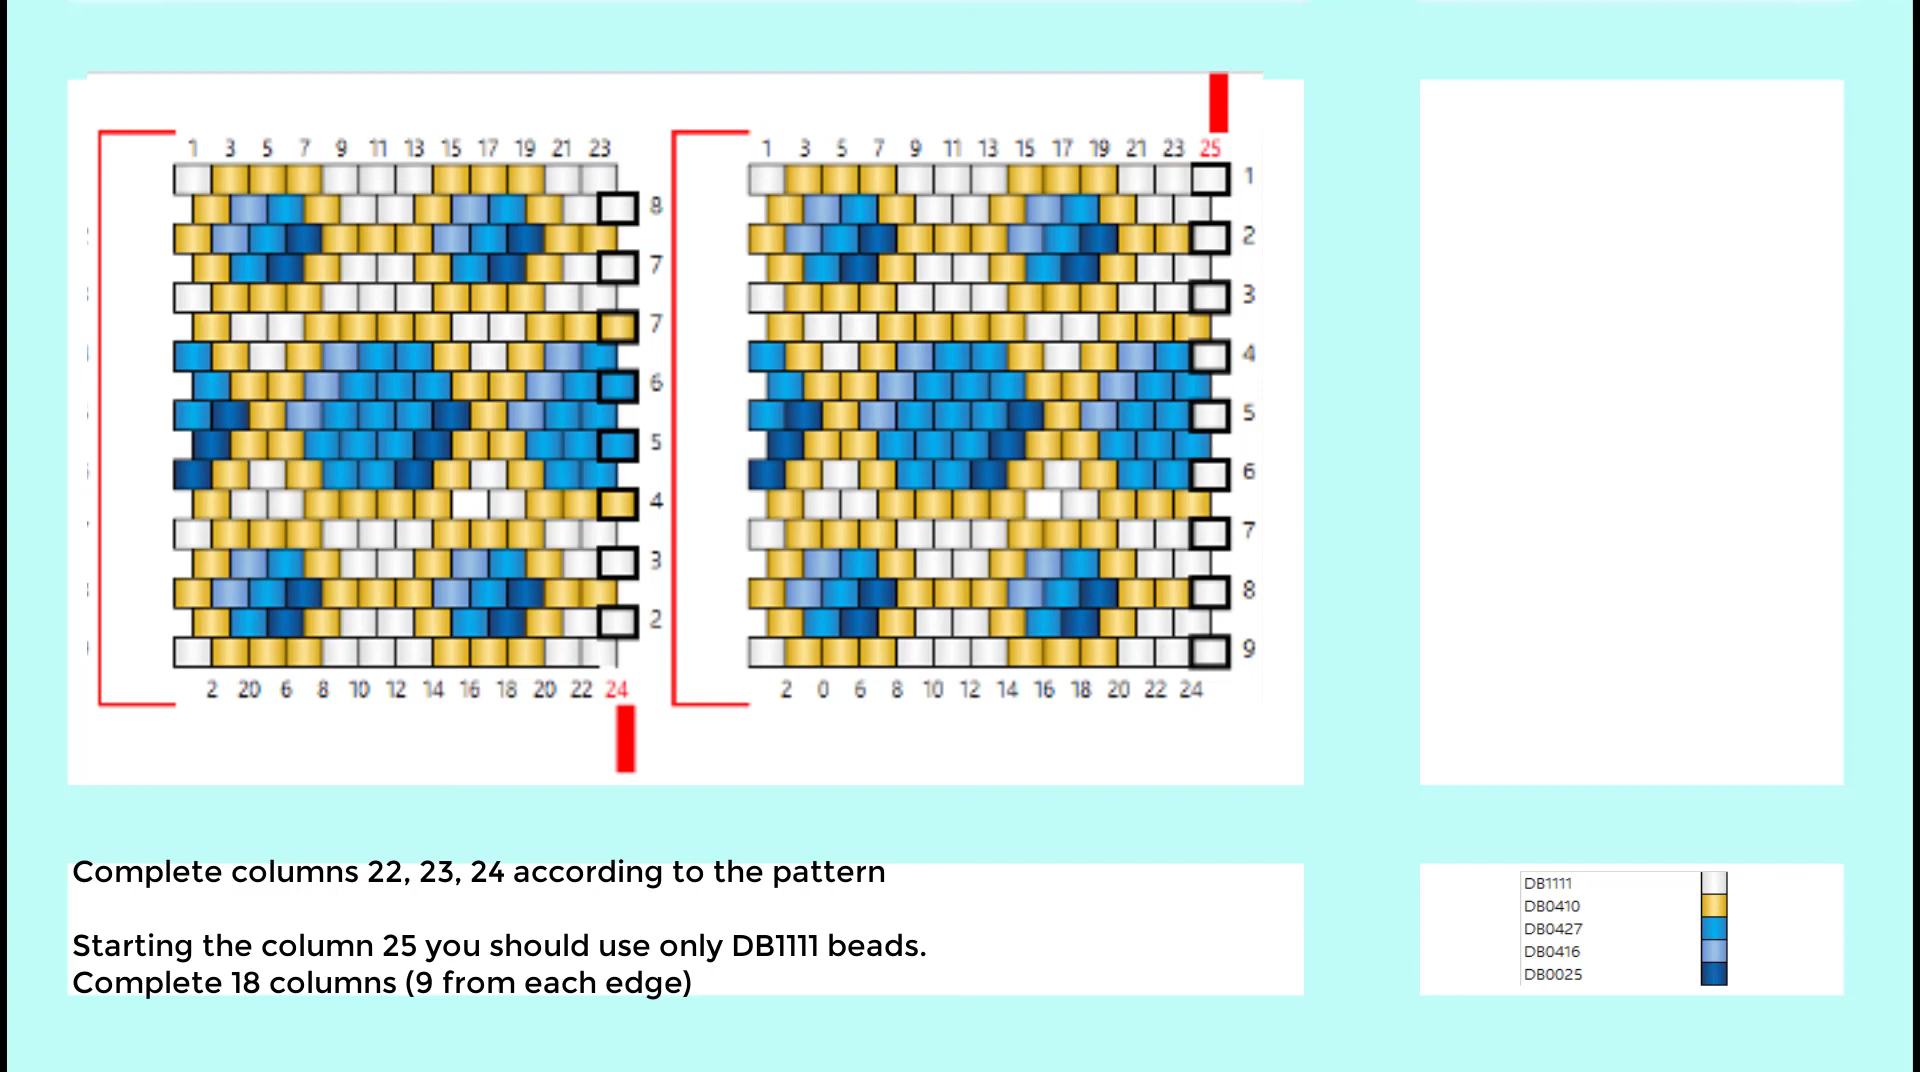 1 3 5 7 9 11 13 15 17 19 21 23
8
7
7
6
5
4
3
2
2 20 6 8 10 12 14 16 18 20 22 24
1 3 5 7 9 11 13 15 17 19 21 23 25
1
2
3
4
5
6
7
8
9
2 0 6 8 10 12 14 16 18 20 22 24
Complete columns 22, 23, 24 according to the pattern
Starting the column 25 you should use only DB1111 beads.
Complete 18 columns (9 from each edge)
DB1111
DB0410
DB0427
DB0416
DB0025